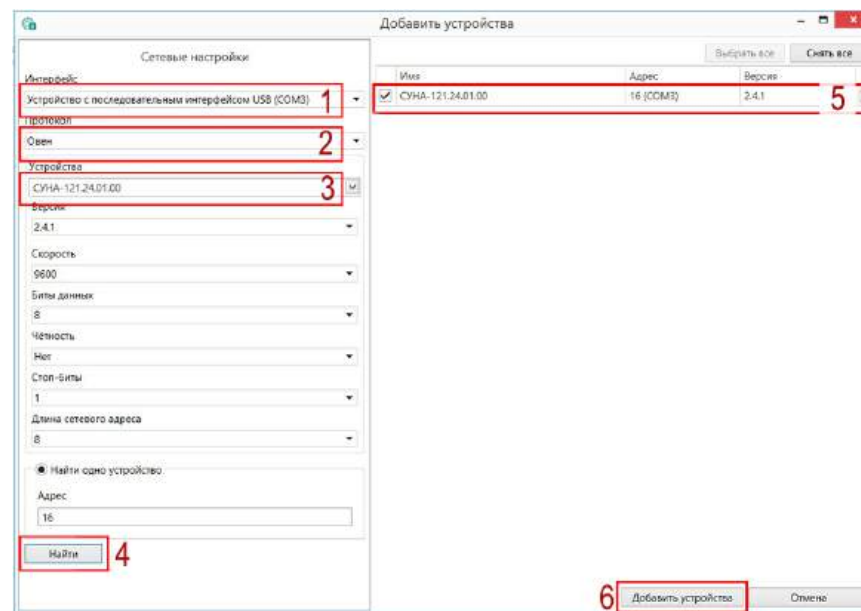 Добавить устройства
Сетевые настройки
Интерфейс
Устройство с последовательным интерфейсом USB (COM3) 1
Протокол
Овен 2
Устройства
СУНА-121.24.01.00 3
Версия
2.4.1
Скорость
9600
Биты данных
8
Чётность
Нет
Стоп-биты
1
Длина сетевого адреса
8
Найти одно устройство
Адрес
16
Найти 4
Выбрать все Снять все
Имя Адрес Версия
СУНА-121.24.01.00 16 (COM3) 2.4.1 5
6 Добавить устройства Отмена